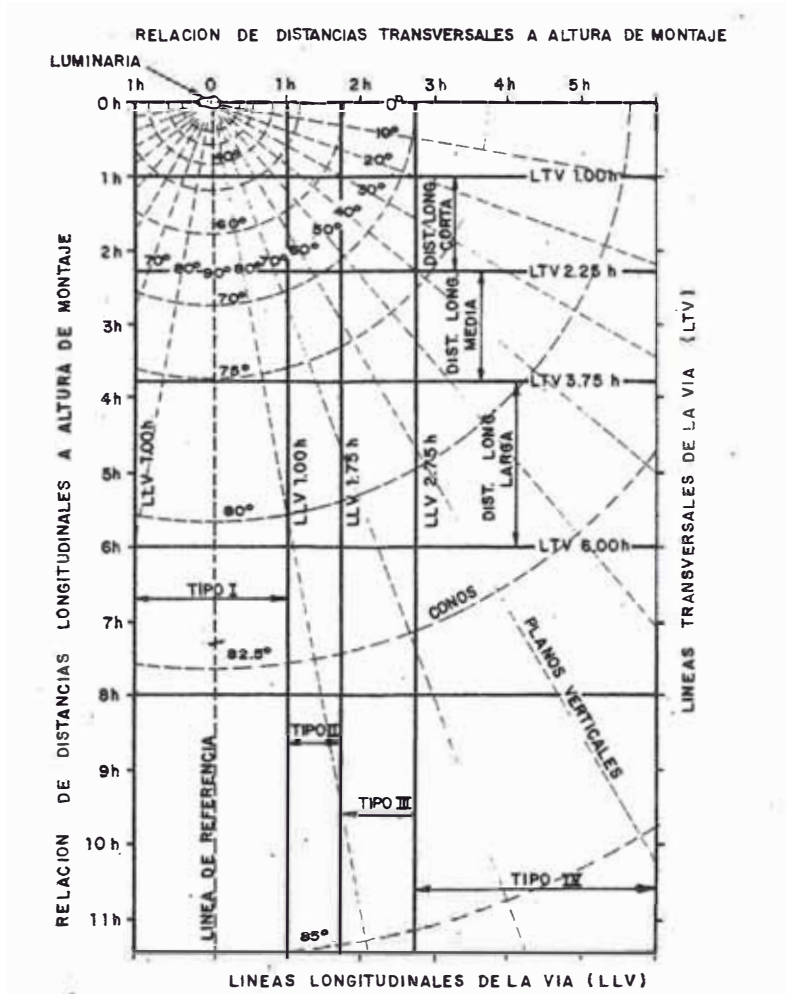 RELACION DE DISTANCIAS TRANSVERSALES A ALTURA DE MONTAJE
LUMINARIA
1h 0 1h 2h 3h 4h 5h
0h
0°
10°
20°
30°
40°
50°
60°
70°
80°
90°
80°
70°
60°
70°
75°
80°
82.5°
85°
1h
2h
3h
4h
5h
6h
7h
8h
9h
10h
11h
LTV 1.00h
LTV 2.25 h
LTV 3.75 h
LTV 6.00h
DIST. LONG.
CORTA
DIST. LONG.
MEDIA
DIST. LONG.
LARGA
LLV 1.00h
LLV 1.00h
LLV 1.75
LLV 2.75
TIPO I
TIPO II
TIPO III
TIPO IV
CONOS
PLANOS VERTICALES
LINEA DE REFERENCIA
RELACION DE DISTANCIAS LONGITUDINALES A ALTURA DE MONTAJE
LINEAS TRANSVERSALES DE LA VIA (LTV)
LINEAS LONGITUDINALES DE LA VIA (LLV)